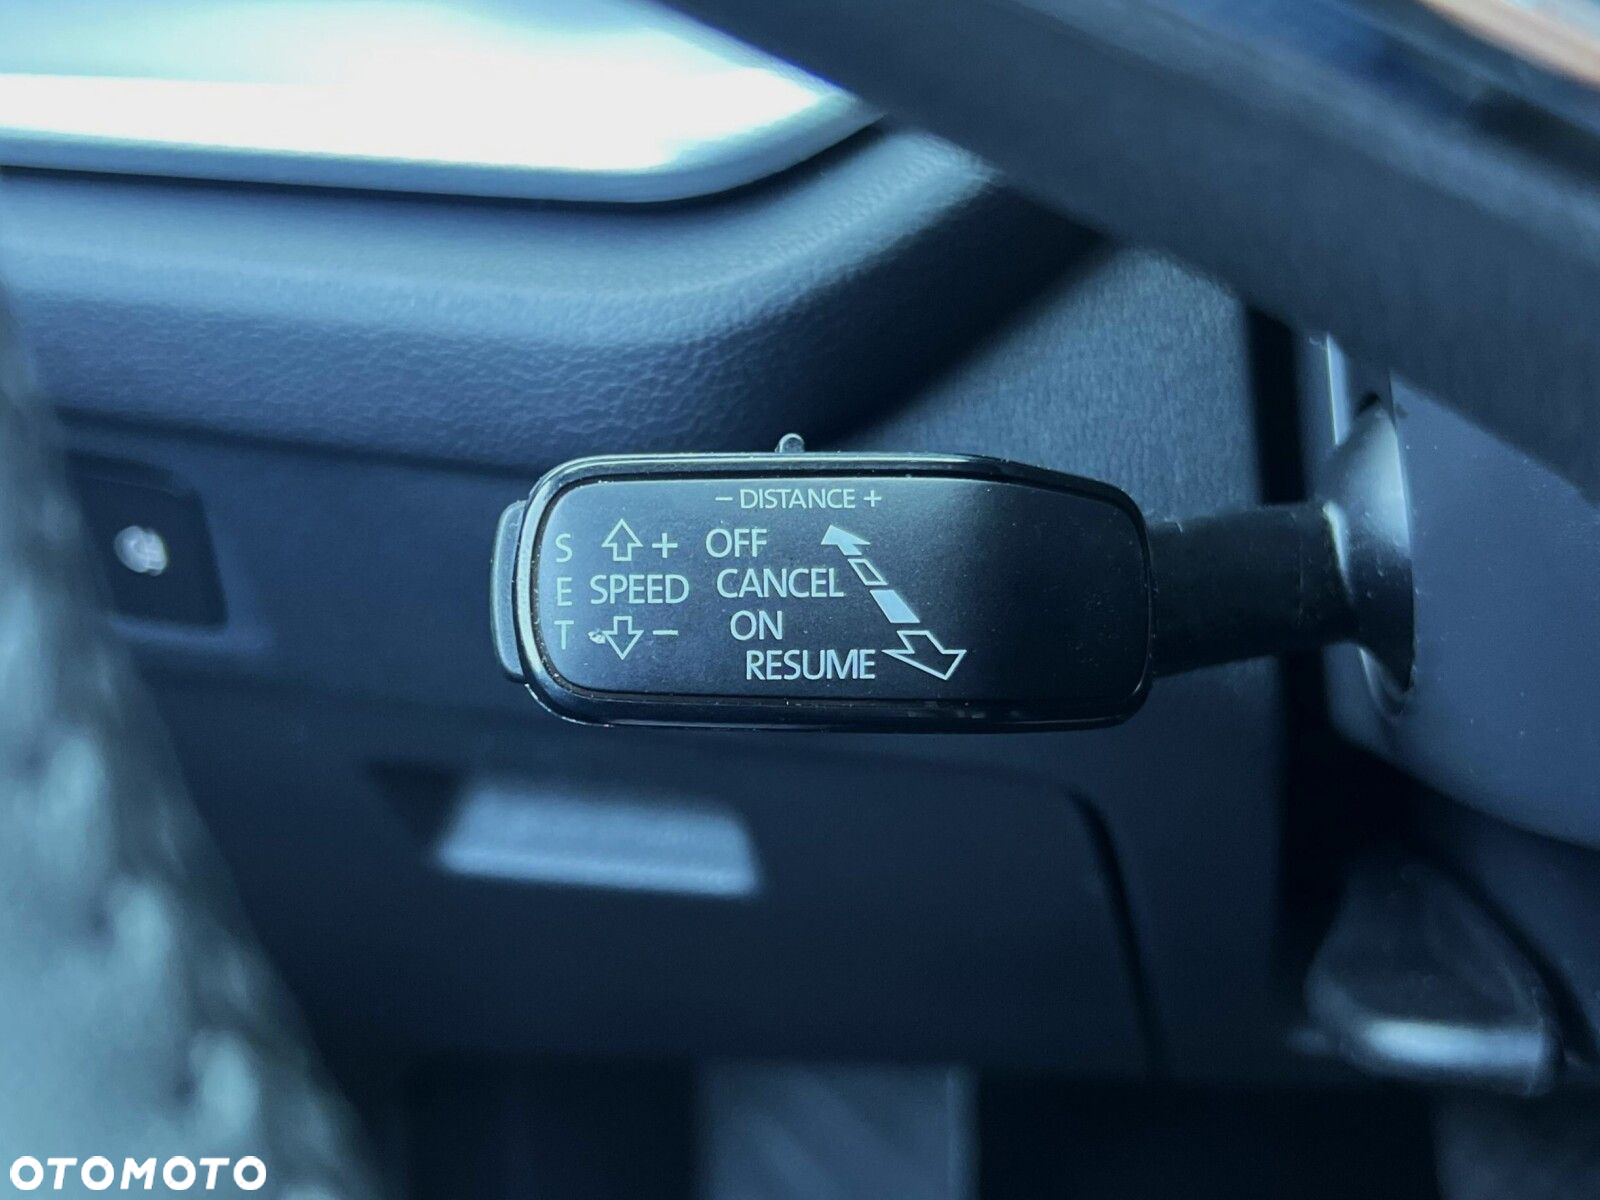 − DISTANCE +
S + OFF
E SPEED CANCEL
T − ON
RESUME
OTOMOTO